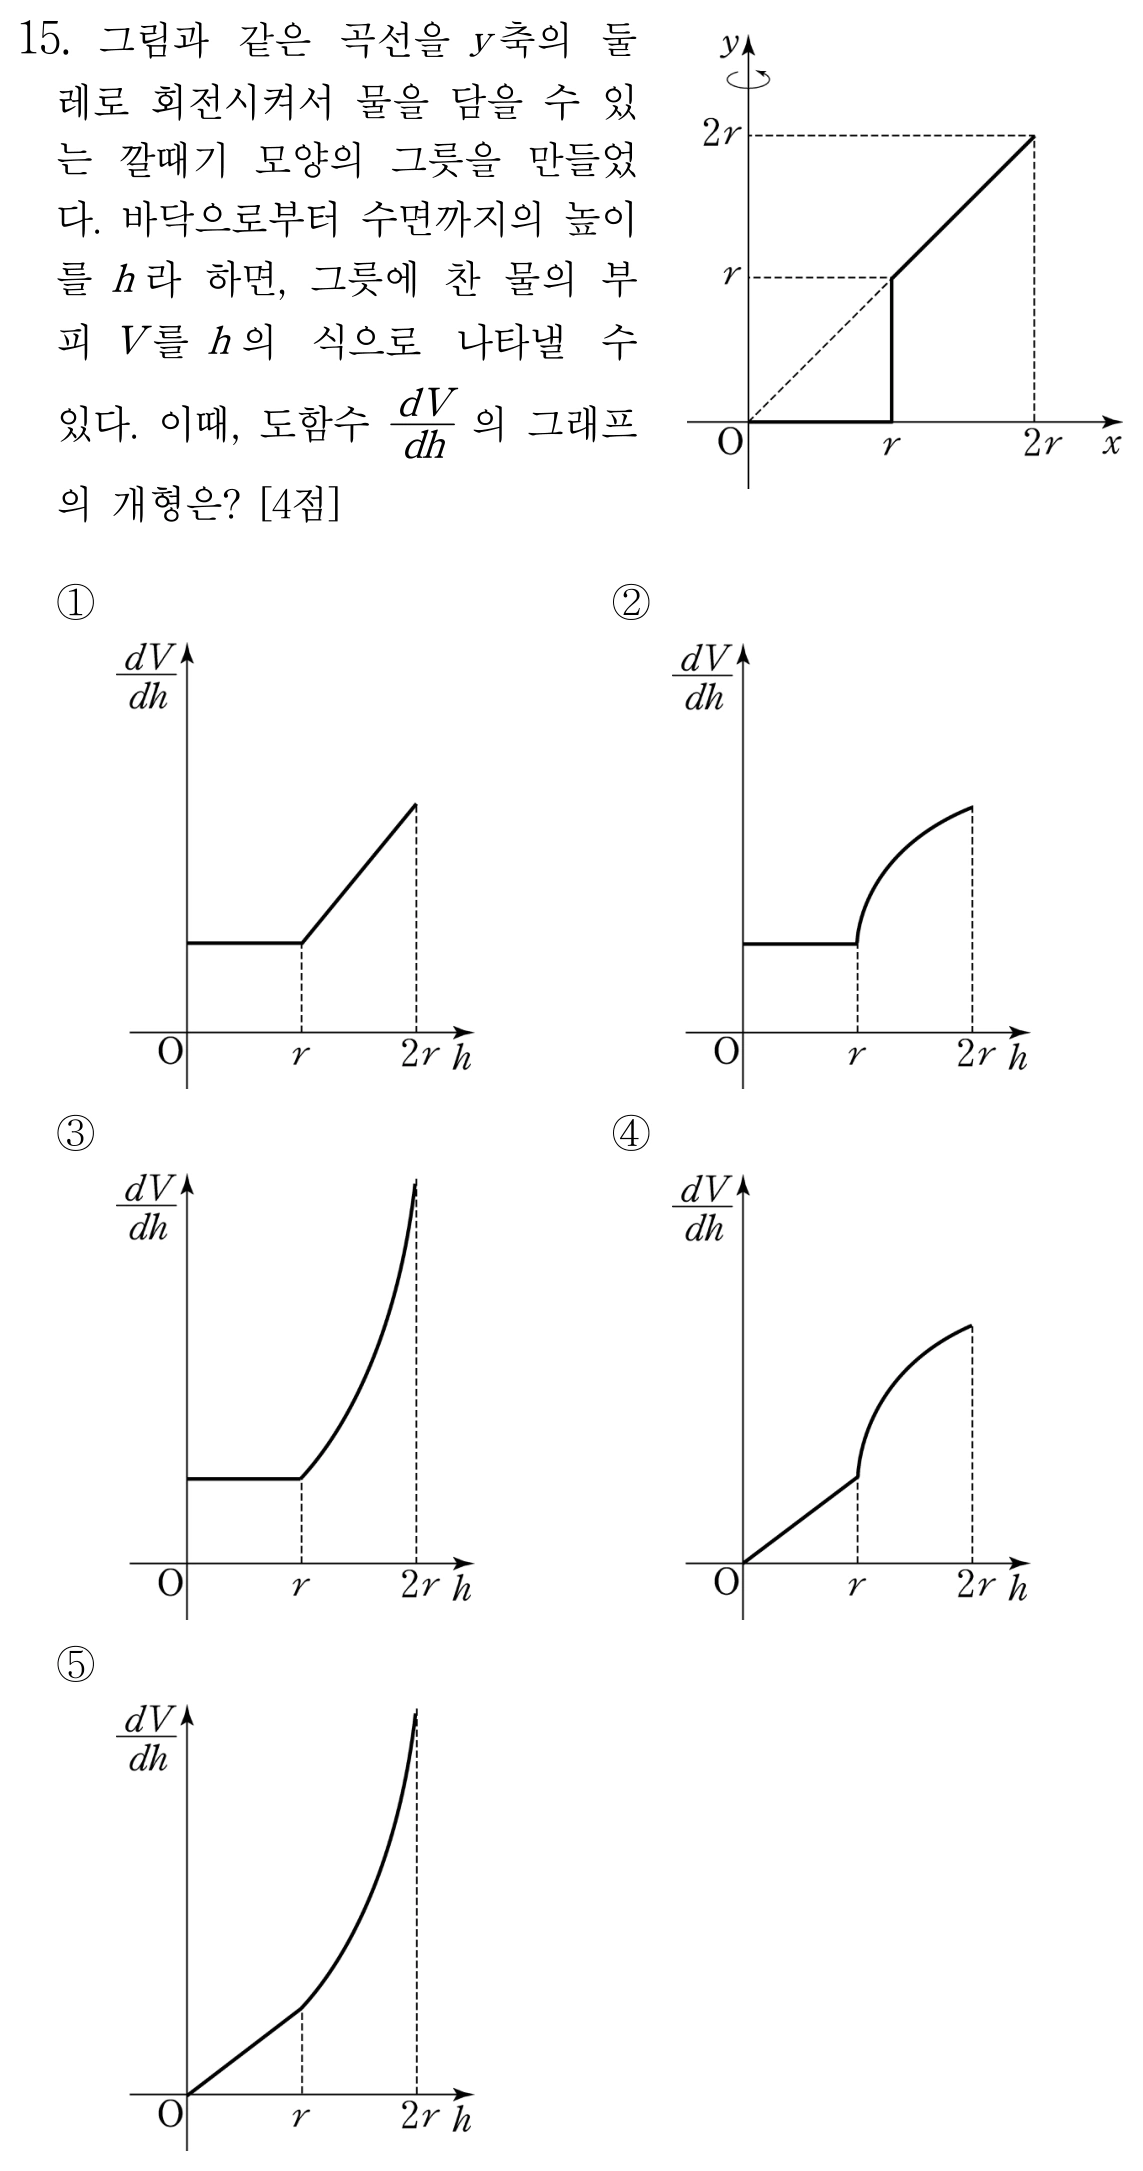 15. 그림과 같은 곡선을 y축의 둘
레로 회전시켜서 물을 담을 수 있
는 깔때기 모양의 그릇을 만들었
다. 바닥으로부터 수면까지의 높이
를 h라 하면, 그릇에 찬 물의 부
피 V를 h의 식으로 나타낼 수
있다. 이때, 도함수 dV/dh 의 그래프
의 개형은? [4점]
y
2r
r
O
r
2r
x
①
dV/dh
O
r
2r
h
②
dV/dh
O
r
2r
h
③
dV/dh
O
r
2r
h
④
dV/dh
O
r
2r
h
⑤
dV/dh
O
r
2r
h